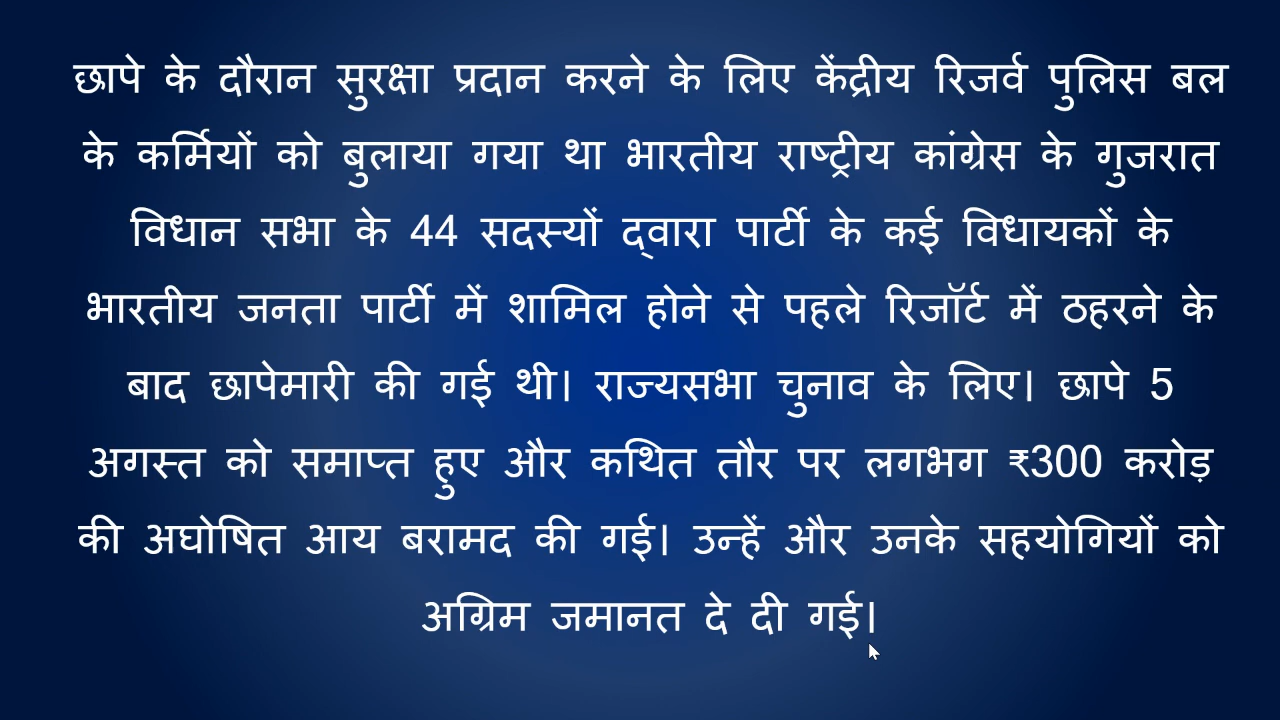 छापे के दौरान सुरक्षा प्रदान करने के लिए केंद्रीय रिजर्व पुलिस बल
के कर्मियों को बुलाया गया था भारतीय राष्ट्रीय कांग्रेस के गुजरात
विधान सभा के 44 सदस्यों द्वारा पार्टी के कई विधायकों के
भारतीय जनता पार्टी में शामिल होने से पहले रिजॉर्ट में ठहरने के
बाद छापेमारी की गई थी। राज्यसभा चुनाव के लिए। छापे 5
अगस्त को समाप्त हुए और कथित तौर पर लगभग ₹300 करोड़
की अघोषित आय बरामद की गई। उन्हें और उनके सहयोगियों को
अग्रिम जमानत दे दी गई।